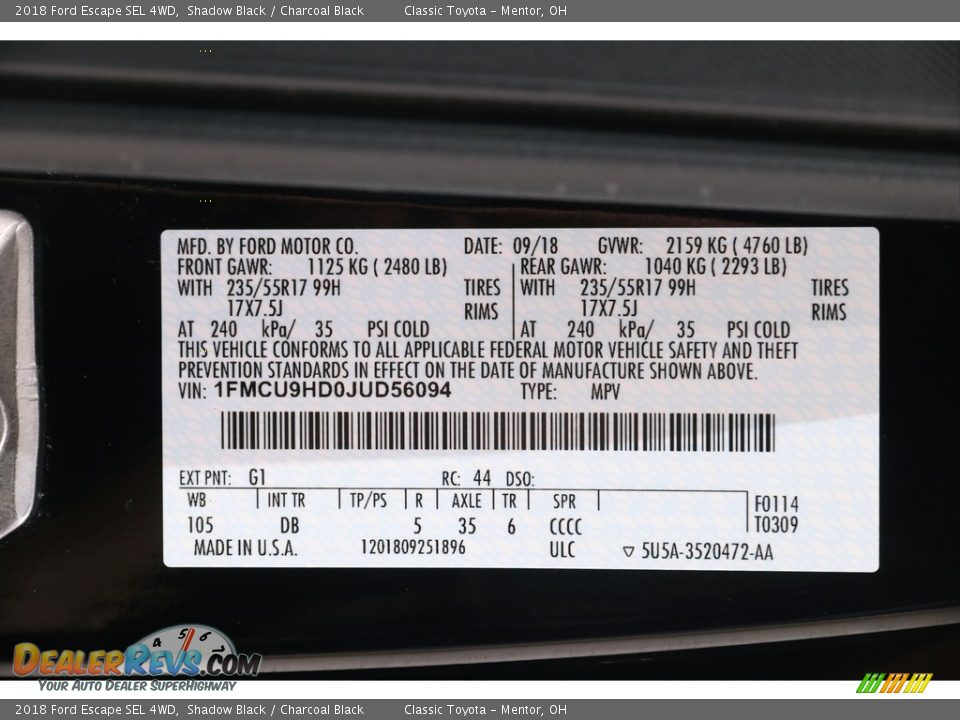 2018 Ford Escape SEL 4WD, Shadow Black / Charcoal Black Classic Toyota – Mentor, OH
MFD. BY FORD MOTOR CO. DATE: 09/18 GVWR: 2159 KG ( 4760 LB)
FRONT GAWR: 1125 KG ( 2480 LB) REAR GAWR: 1040 KG ( 2293 LB)
WITH 235/55R17 99H TIRES WITH 235/55R17 99H TIRES
17X7.5J RIMS 17X7.5J RIMS
AT 240 kPa/ 35 PSI COLD AT 240 kPa/ 35 PSI COLD
THIS VEHICLE CONFORMS TO ALL APPLICABLE FEDERAL MOTOR VEHICLE SAFETY AND THEFT
PREVENTION STANDARDS IN EFFECT ON THE DATE OF MANUFACTURE SHOWN ABOVE.
VIN: 1FMCU9HD0JUD56094 TYPE: MPV
EXT PNT: G1 RC: 44 DSO:
WB INT TR TP/PS R AXLE TR SPR F0114
105 DB 5 35 6 CCCC T0309
MADE IN U.S.A. 1201809251896 ULC ▽ 5U5A-3520472-AA
4 5 6
DEALERREVS.COM
YOUR AUTO DEALER SUPERHIGHWAY
2018 Ford Escape SEL 4WD, Shadow Black / Charcoal Black Classic Toyota – Mentor, OH